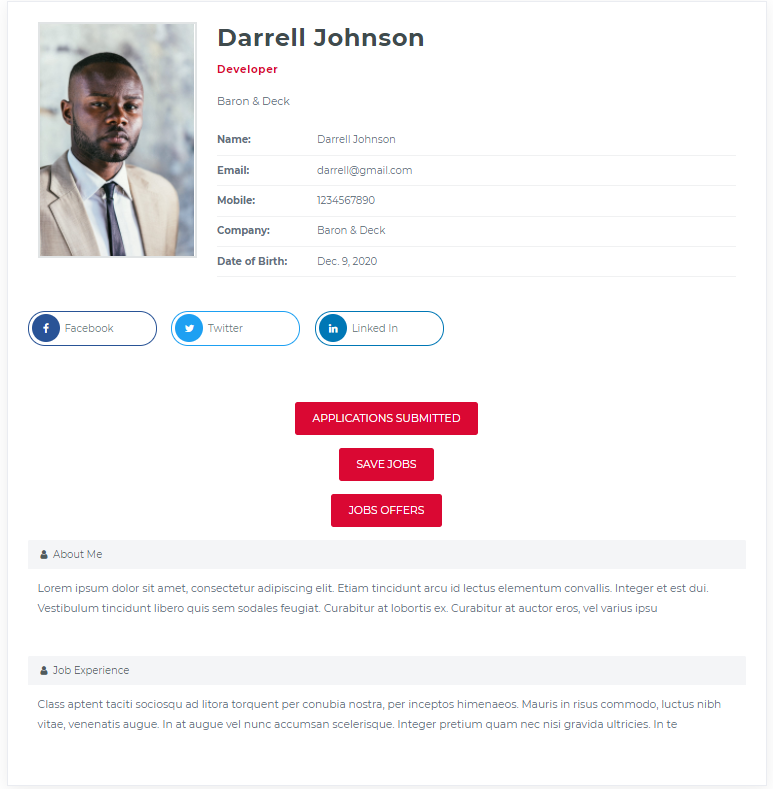 Darrell Johnson
Developer
Baron & Deck
Name: Darrell Johnson
Email: darrell@gmail.com
Mobile: 1234567890
Company: Baron & Deck
Date of Birth: Dec. 9, 2020
Facebook Twitter Linked In
APPLICATIONS SUBMITTED
SAVE JOBS
JOBS OFFERS
About Me
Lorem ipsum dolor sit amet, consectetur adipiscing elit. Etiam tincidunt arcu id lectus elementum convallis. Integer et est dui.
Vestibulum tincidunt libero quis sem sodales feugiat. Curabitur at lobortis ex. Curabitur at auctor eros, vel varius ipsu
Job Experience
Class aptent taciti sociosqu ad litora torquent per conubia nostra, per inceptos himenaeos. Mauris in risus commodo, luctus nibh
vitae, venenatis augue. In at augue vel nunc accumsan scelerisque. Integer pretium quam nec nisi gravida ultricies. In te